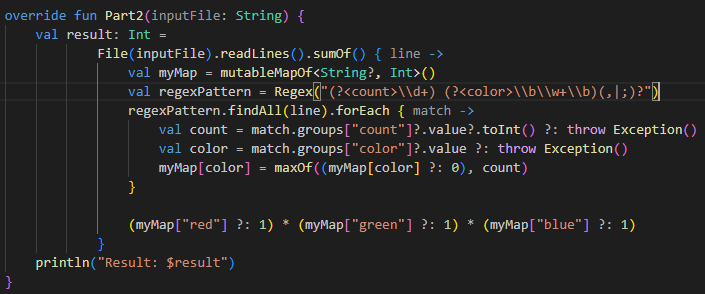 override fun Part2(inputFile: String) {
    val result: Int =
            File(inputFile).readLines().sumOf() { line ->
                val myMap = mutableMapOf<String?, Int>()
                val regexPattern = Regex("(?<count>\\d+) (?<color>\\b\\w+\\b)(,|;)?")
                regexPattern.findAll(line).forEach { match ->
                    val count = match.groups["count"]?.value?.toInt() ?: throw Exception()
                    val color = match.groups["color"]?.value ?: throw Exception()
                    myMap[color] = maxOf((myMap[color] ?: 0), count)
                }

                (myMap["red"] ?: 1) * (myMap["green"] ?: 1) * (myMap["blue"] ?: 1)
            }
    println("Result: $result")
}